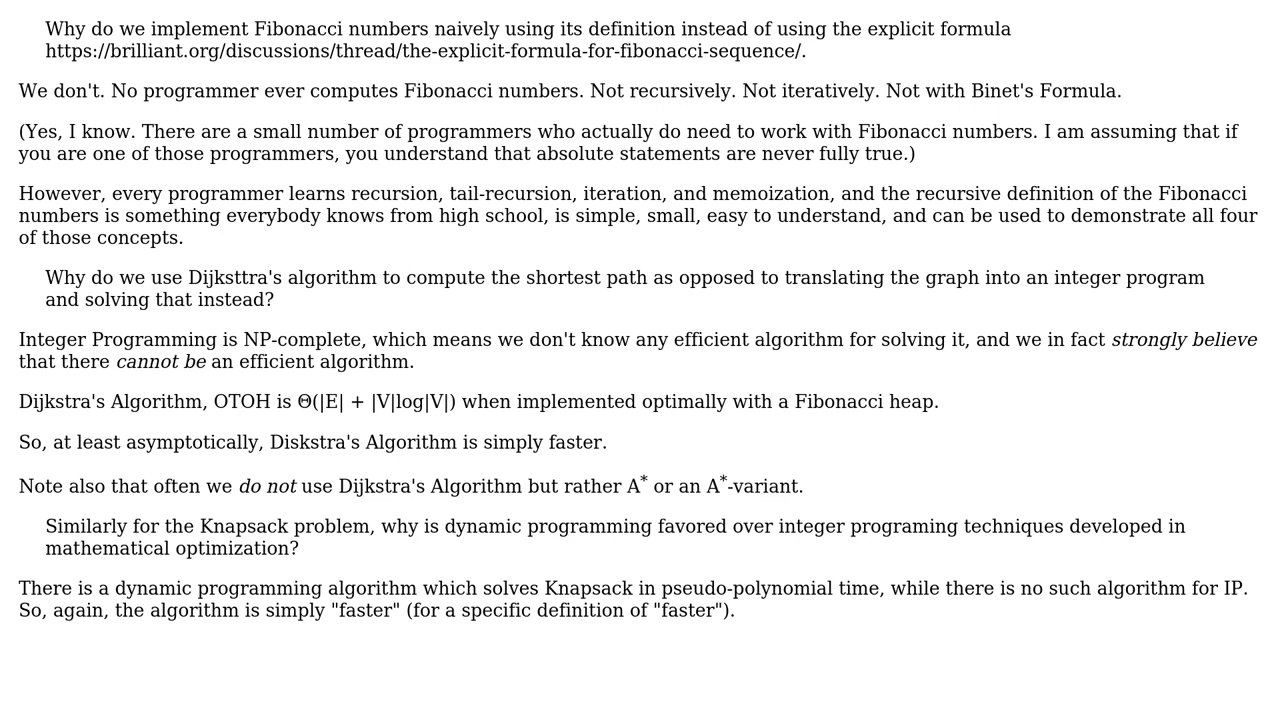 Why do we implement Fibonacci numbers naively using its definition instead of using the explicit formula
https://brilliant.org/discussions/thread/the-explicit-formula-for-fibonacci-sequence/.
We don't. No programmer ever computes Fibonacci numbers. Not recursively. Not iteratively. Not with Binet's Formula.
(Yes, I know. There are a small number of programmers who actually do need to work with Fibonacci numbers. I am assuming that if
you are one of those programmers, you understand that absolute statements are never fully true.)
However, every programmer learns recursion, tail-recursion, iteration, and memoization, and the recursive definition of the Fibonacci
numbers is something everybody knows from high school, is simple, small, easy to understand, and can be used to demonstrate all four
of those concepts.
Why do we use Dijksttra's algorithm to compute the shortest path as opposed to translating the graph into an integer program
and solving that instead?
Integer Programming is NP-complete, which means we don't know any efficient algorithm for solving it, and we in fact strongly believe
that there cannot be an efficient algorithm.
Dijkstra's Algorithm, OTOH is Θ(|E| + |V|log|V|) when implemented optimally with a Fibonacci heap.
So, at least asymptotically, Diskstra's Algorithm is simply faster.
Note also that often we do not use Dijkstra's Algorithm but rather A* or an A*-variant.
Similarly for the Knapsack problem, why is dynamic programming favored over integer programing techniques developed in
mathematical optimization?
There is a dynamic programming algorithm which solves Knapsack in pseudo-polynomial time, while there is no such algorithm for IP.
So, again, the algorithm is simply "faster" (for a specific definition of "faster").